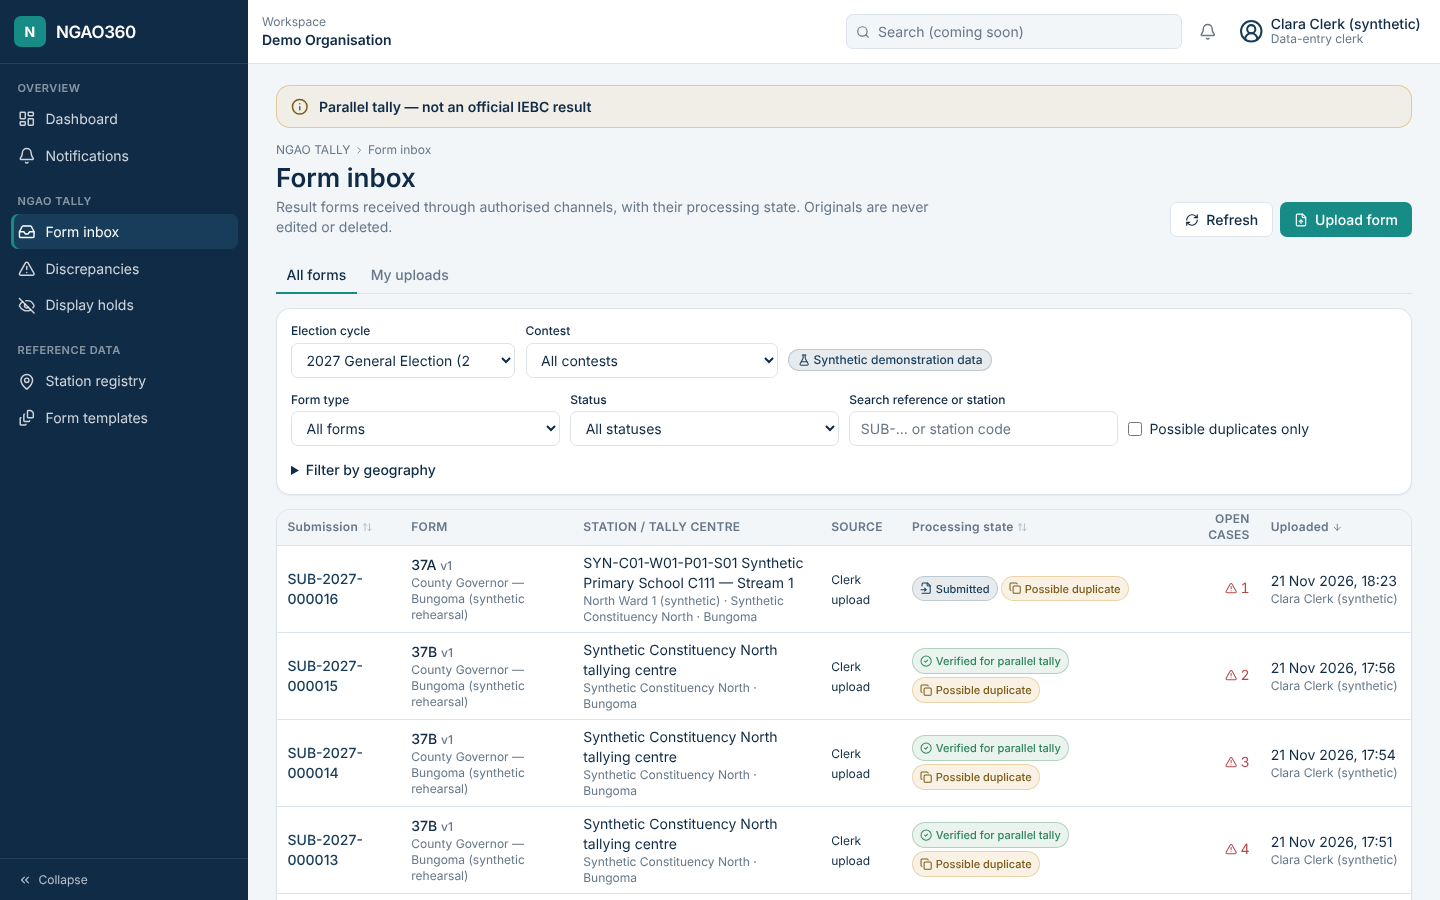 N NGAO360
Workspace
Demo Organisation
Search (coming soon)
Clara Clerk (synthetic)
Data-entry clerk
OVERVIEW
Dashboard
Notifications
NGAO TALLY
Form inbox
Discrepancies
Display holds
REFERENCE DATA
Station registry
Form templates
Collapse
Parallel tally — not an official IEBC result
NGAO TALLY › Form inbox
Form inbox
Result forms received through authorised channels, with their processing state. Originals are never
edited or deleted.
Refresh
Upload form
All forms
My uploads
Election cycle
2027 General Election (2
Contest
All contests
Synthetic demonstration data
Form type
All forms
Status
All statuses
Search reference or station
SUB-... or station code
Possible duplicates only
Filter by geography
Submission
FORM
STATION / TALLY CENTRE
SOURCE
Processing state
OPEN
CASES
Uploaded
SUB-2027-
000016
37A v1
County Governor —
Bungoma (synthetic
rehearsal)
SYN-C01-W01-P01-S01 Synthetic
Primary School C111 — Stream 1
North Ward 1 (synthetic) · Synthetic
Constituency North · Bungoma
Clerk
upload
Submitted
Possible duplicate
1
21 Nov 2026, 18:23
Clara Clerk (synthetic)
SUB-2027-
000015
37B v1
County Governor —
Bungoma (synthetic
rehearsal)
Synthetic Constituency North
tallying centre
Synthetic Constituency North ·
Bungoma
Clerk
upload
Verified for parallel tally
Possible duplicate
2
21 Nov 2026, 17:56
Clara Clerk (synthetic)
SUB-2027-
000014
37B v1
County Governor —
Bungoma (synthetic
rehearsal)
Synthetic Constituency North
tallying centre
Synthetic Constituency North ·
Bungoma
Clerk
upload
Verified for parallel tally
Possible duplicate
3
21 Nov 2026, 17:54
Clara Clerk (synthetic)
SUB-2027-
000013
37B v1
County Governor —
Bungoma (synthetic
rehearsal)
Synthetic Constituency North
tallying centre
Synthetic Constituency North ·
Bungoma
Clerk
upload
Verified for parallel tally
Possible duplicate
4
21 Nov 2026, 17:51
Clara Clerk (synthetic)